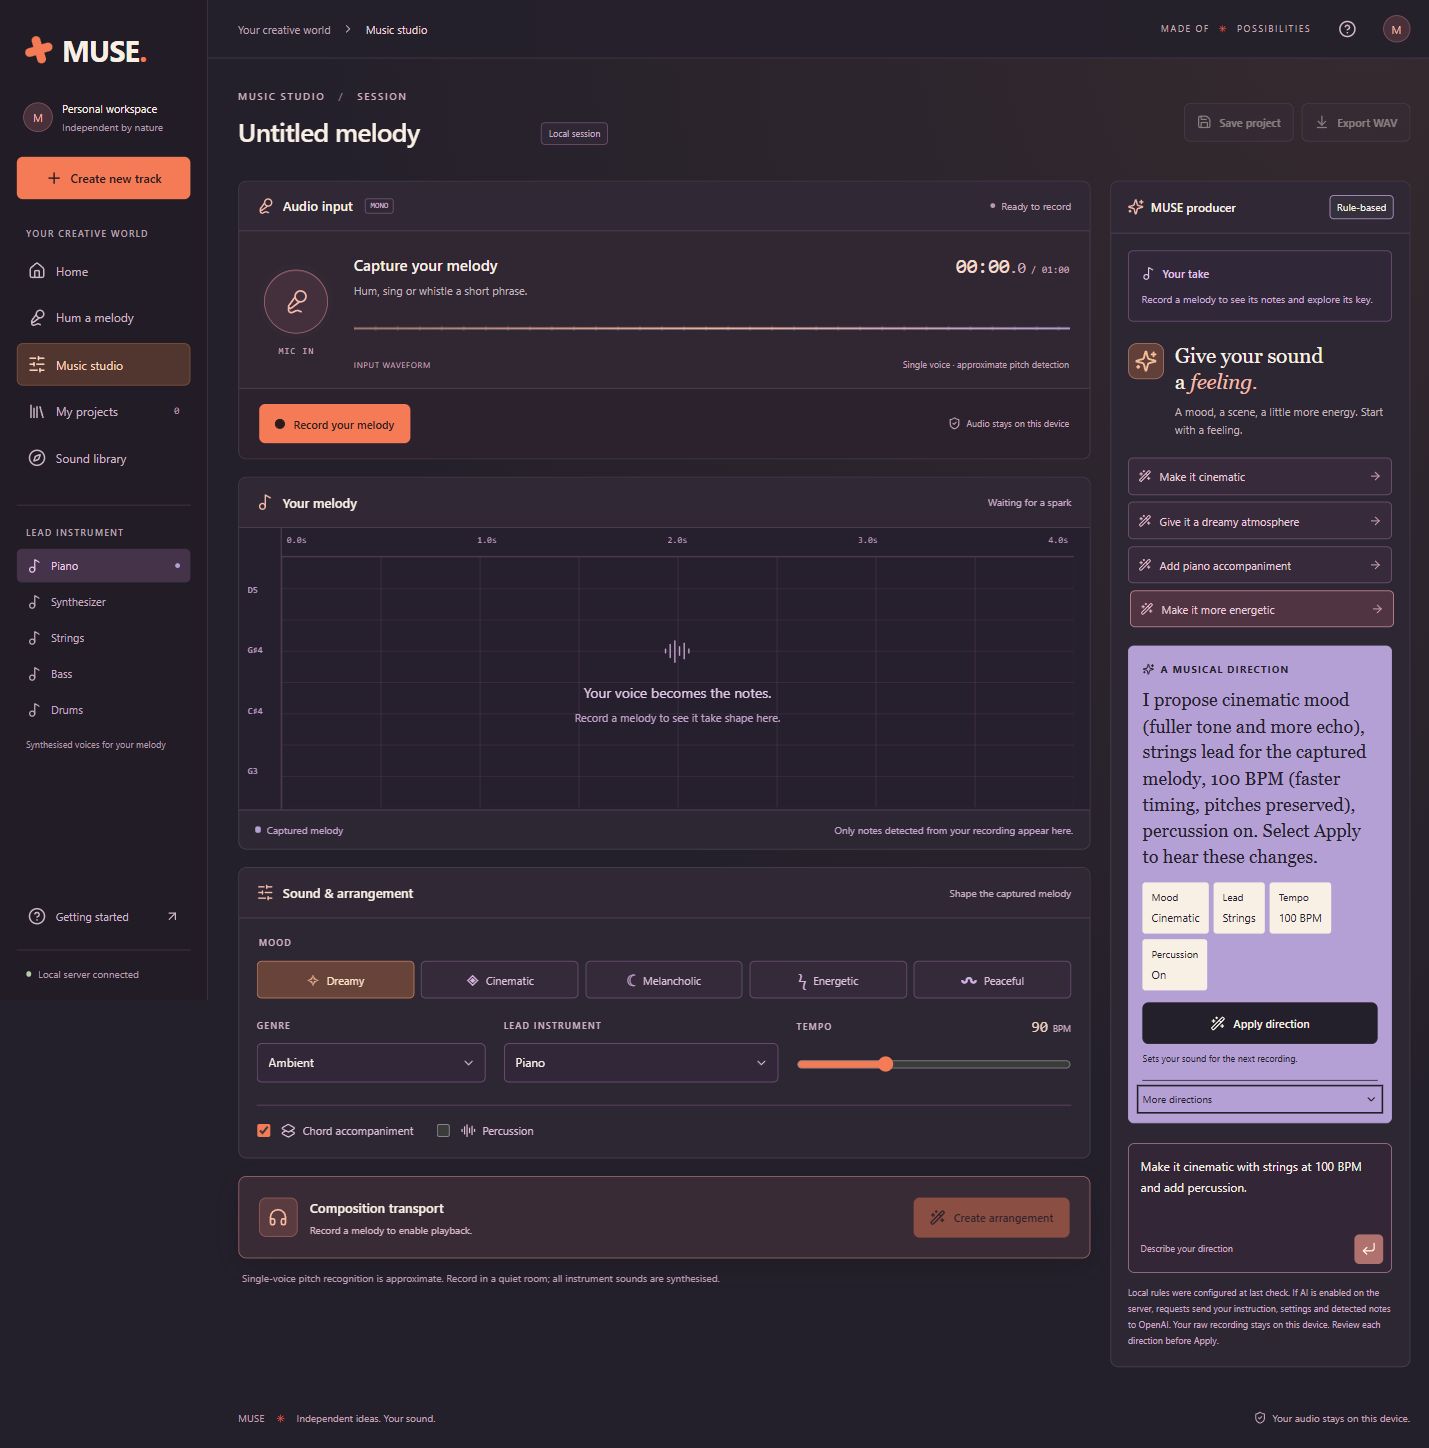 MUSE.
M
Personal workspace
Independent by nature
Create new track
YOUR CREATIVE WORLD
Home
Hum a melody
Music studio
My projects 0
Sound library
LEAD INSTRUMENT
Piano
Synthesizer
Strings
Bass
Drums
Synthesised voices for your melody
Getting started
Local server connected
Your creative world > Music studio
MADE OF * POSSIBILITIES
M
MUSIC STUDIO / SESSION
Untitled melody
Local session
Save project
Export WAV
Audio input MONO
Ready to record
Capture your melody
00:00.0 / 01:00
Hum, sing or whistle a short phrase.
MIC IN
INPUT WAVEFORM
Single voice · approximate pitch detection
Record your melody
Audio stays on this device
Your melody
Waiting for a spark
0.0s 1.0s 2.0s 3.0s 4.0s
D5
G#4
C#4
G3
Your voice becomes the notes.
Record a melody to see it take shape here.
Captured melody
Only notes detected from your recording appear here.
Sound & arrangement
Shape the captured melody
MOOD
Dreamy
Cinematic
Melancholic
Energetic
Peaceful
GENRE
Ambient
LEAD INSTRUMENT
Piano
TEMPO
90 BPM
Chord accompaniment
Percussion
Composition transport
Record a melody to enable playback.
Create arrangement
Single-voice pitch recognition is approximate. Record in a quiet room; all instrument sounds are synthesised.
MUSE producer
Rule-based
Your take
Record a melody to see its notes and explore its key.
Give your sound
a feeling.
A mood, a scene, a little more energy. Start
with a feeling.
Make it cinematic
Give it a dreamy atmosphere
Add piano accompaniment
Make it more energetic
A MUSICAL DIRECTION
I propose cinematic mood
(fuller tone and more echo),
strings lead for the captured
melody, 100 BPM (faster
timing, pitches preserved),
percussion on. Select Apply
to hear these changes.
Mood
Cinematic
Lead
Strings
Tempo
100 BPM
Percussion
On
Apply direction
Sets your sound for the next recording.
More directions
Make it cinematic with strings at 100 BPM
and add percussion.
Describe your direction
Local rules were configured at last check. If AI is enabled on the
server, requests send your instruction, settings and detected notes
to OpenAI. Your raw recording stays on this device. Review each
direction before Apply.
MUSE * Independent ideas. Your sound.
Your audio stays on this device.